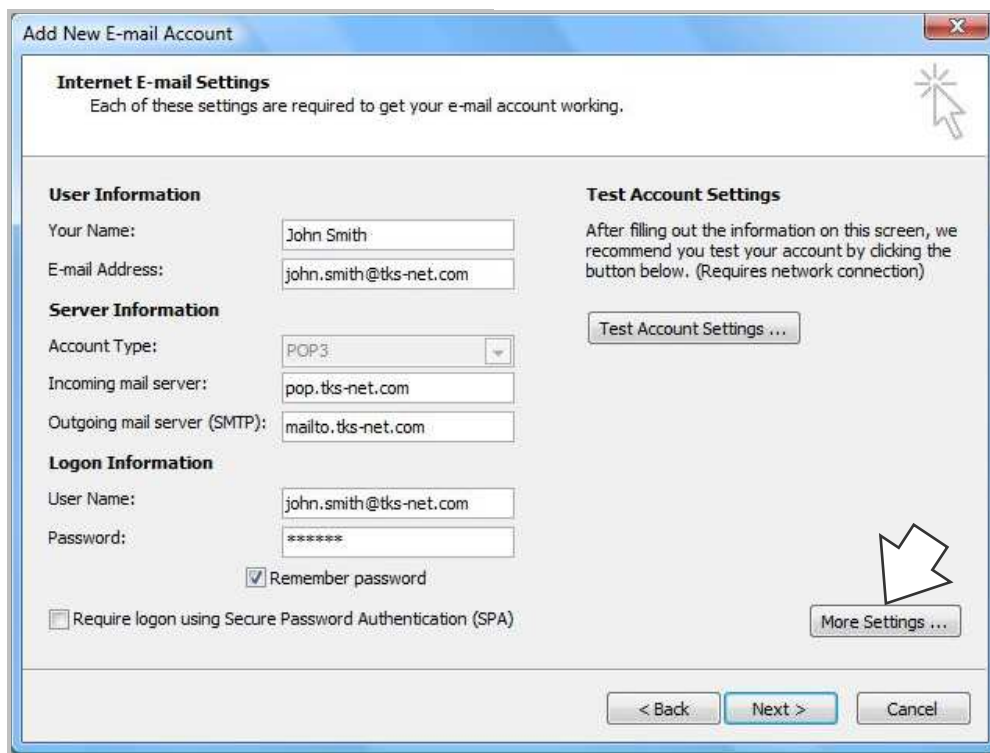 Add New E-mail Account
X
Internet E-mail Settings
Each of these settings are required to get your e-mail account working.
User Information
Your Name:
John Smith
E-mail Address:
john.smith@tks-net.com
Server Information
Account Type:
POP3
Incoming mail server:
pop.tks-net.com
Outgoing mail server (SMTP):
mailto.tks-net.com
Logon Information
User Name:
john.smith@tks-net.com
Password:
******
Remember password
Require logon using Secure Password Authentication (SPA)
Test Account Settings
After filling out the information on this screen, we
recommend you test your account by clicking the
button below. (Requires network connection)
Test Account Settings ...
More Settings ...
< Back
Next >
Cancel